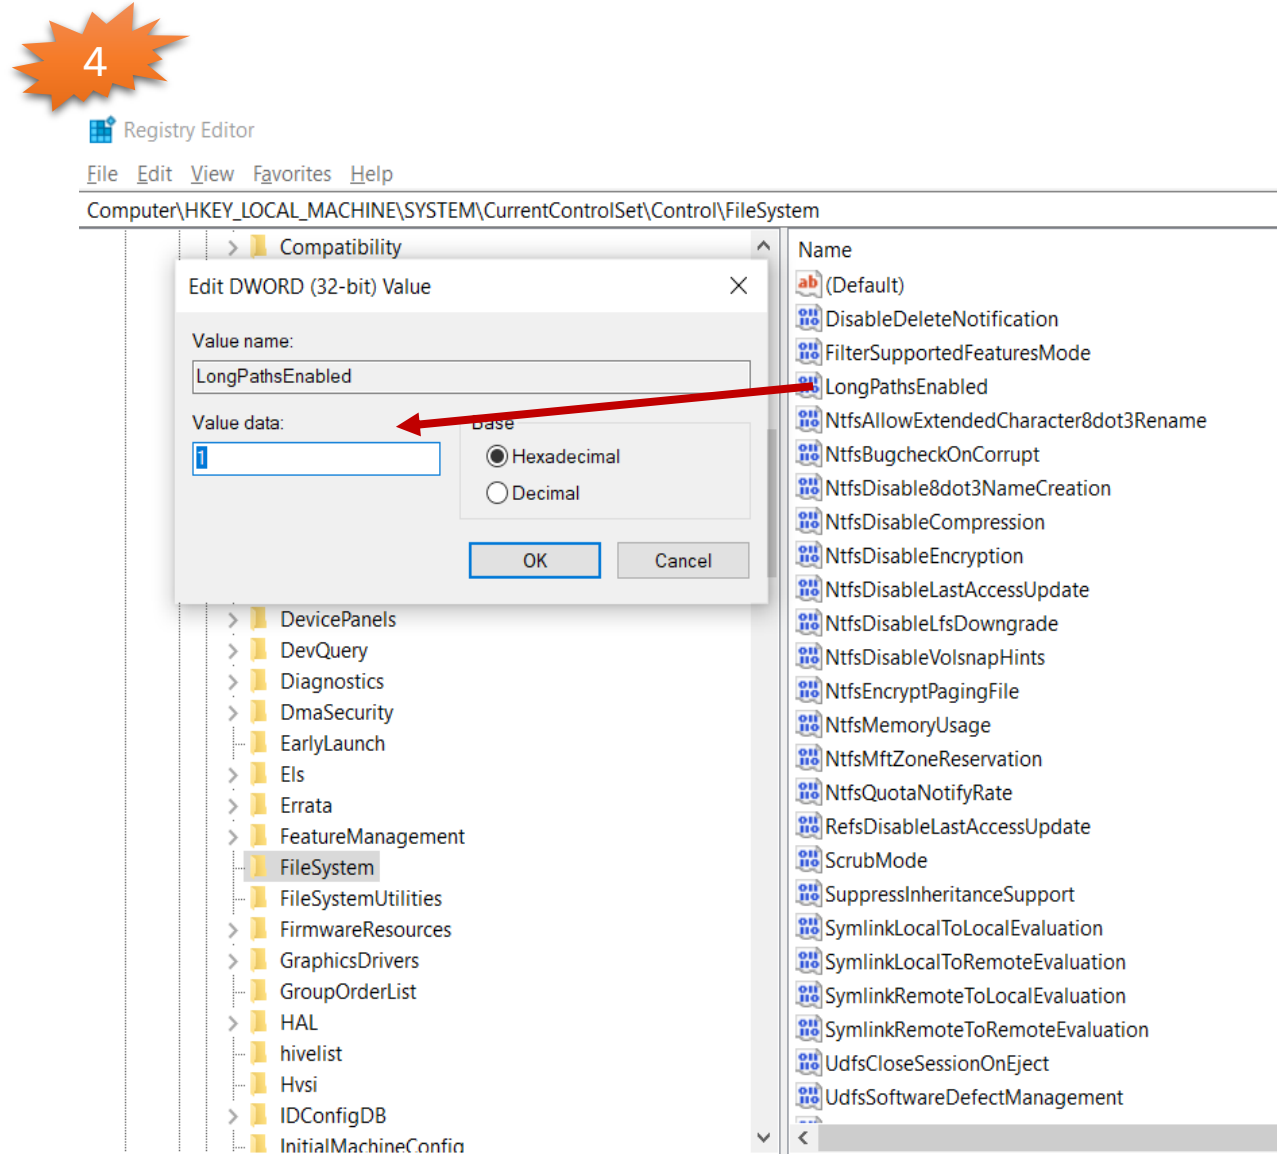 4
Registry Editor
File Edit View Favorites Help
Computer\HKEY_LOCAL_MACHINE\SYSTEM\CurrentControlSet\Control\FileSystem
Compatibility
Edit DWORD (32-bit) Value
Value name:
LongPathsEnabled
Value data:
1
Base
Hexadecimal
Decimal
OK
Cancel
DevicePanels
DevQuery
Diagnostics
DmaSecurity
EarlyLaunch
Els
Errata
FeatureManagement
FileSystem
FileSystemUtilities
FirmwareResources
GraphicsDrivers
GroupOrderList
HAL
hivelist
Hvsi
IDConfigDB
InitialMachineConfig
Name
ab (Default)
DisableDeleteNotification
FilterSupportedFeaturesMode
LongPathsEnabled
NtfsAllowExtendedCharacter8dot3Rename
NtfsBugcheckOnCorrupt
NtfsDisable8dot3NameCreation
NtfsDisableCompression
NtfsDisableEncryption
NtfsDisableLastAccessUpdate
NtfsDisableLfsDowngrade
NtfsDisableVolsnapHints
NtfsEncryptPagingFile
NtfsMemoryUsage
NtfsMftZoneReservation
NtfsQuotaNotifyRate
RefsDisableLastAccessUpdate
ScrubMode
SuppressInheritanceSupport
SymlinkLocalToLocalEvaluation
SymlinkLocalToRemoteEvaluation
SymlinkRemoteToLocalEvaluation
SymlinkRemoteToRemoteEvaluation
UdfsCloseSessionOnEject
UdfsSoftwareDefectManagement